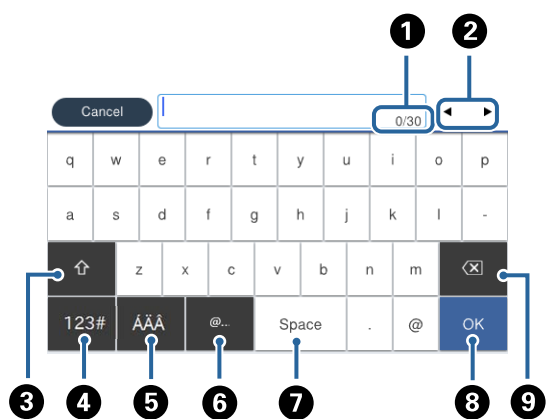 1 2
Cancel
0/30
q w e r t y u i o p
a s d f g h j k l -
z x c v b n m
123# ÁÄÂ @... Space . @ OK
3 4 5 6 7 8 9